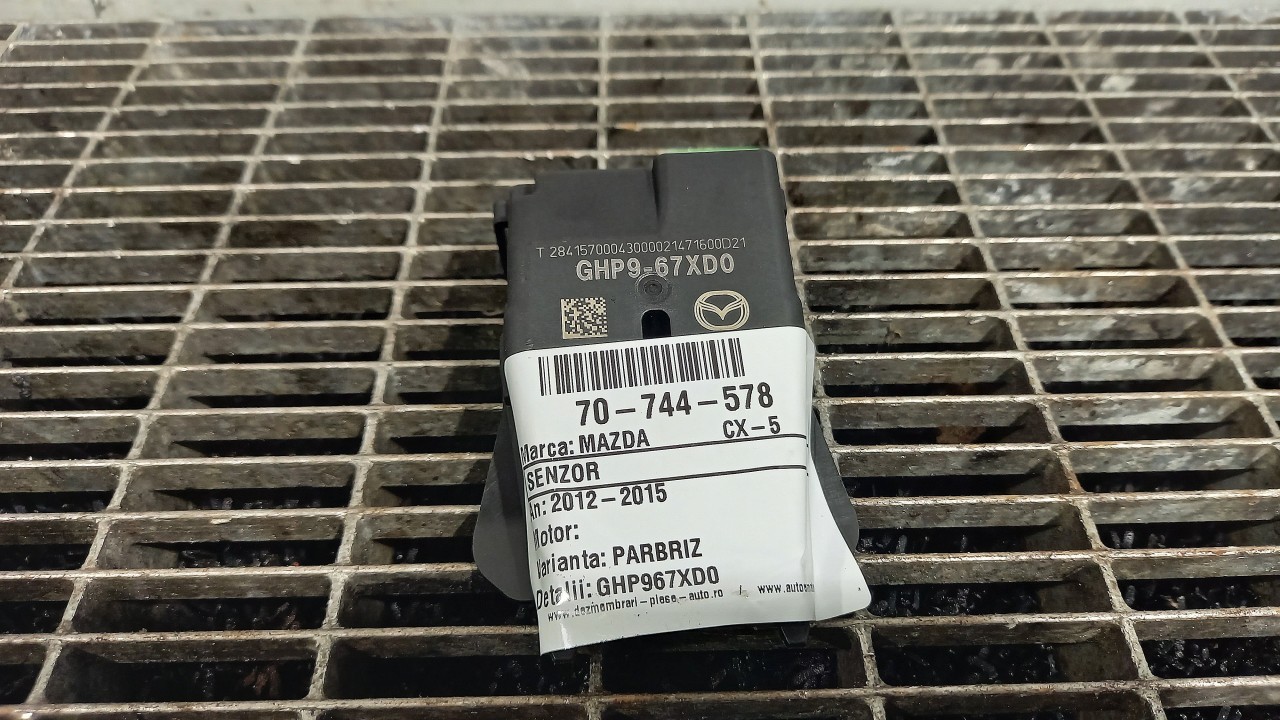 T 28415700043000021471600D21
GHP9-67XD0
70-744-578
Marca: MAZDA CX-5
SENZOR
An: 2012-2015
Motor:
Varianta: PARBRIZ
Detalii: GHP967XD0
www.dezmembrari-piese-auto.ro /